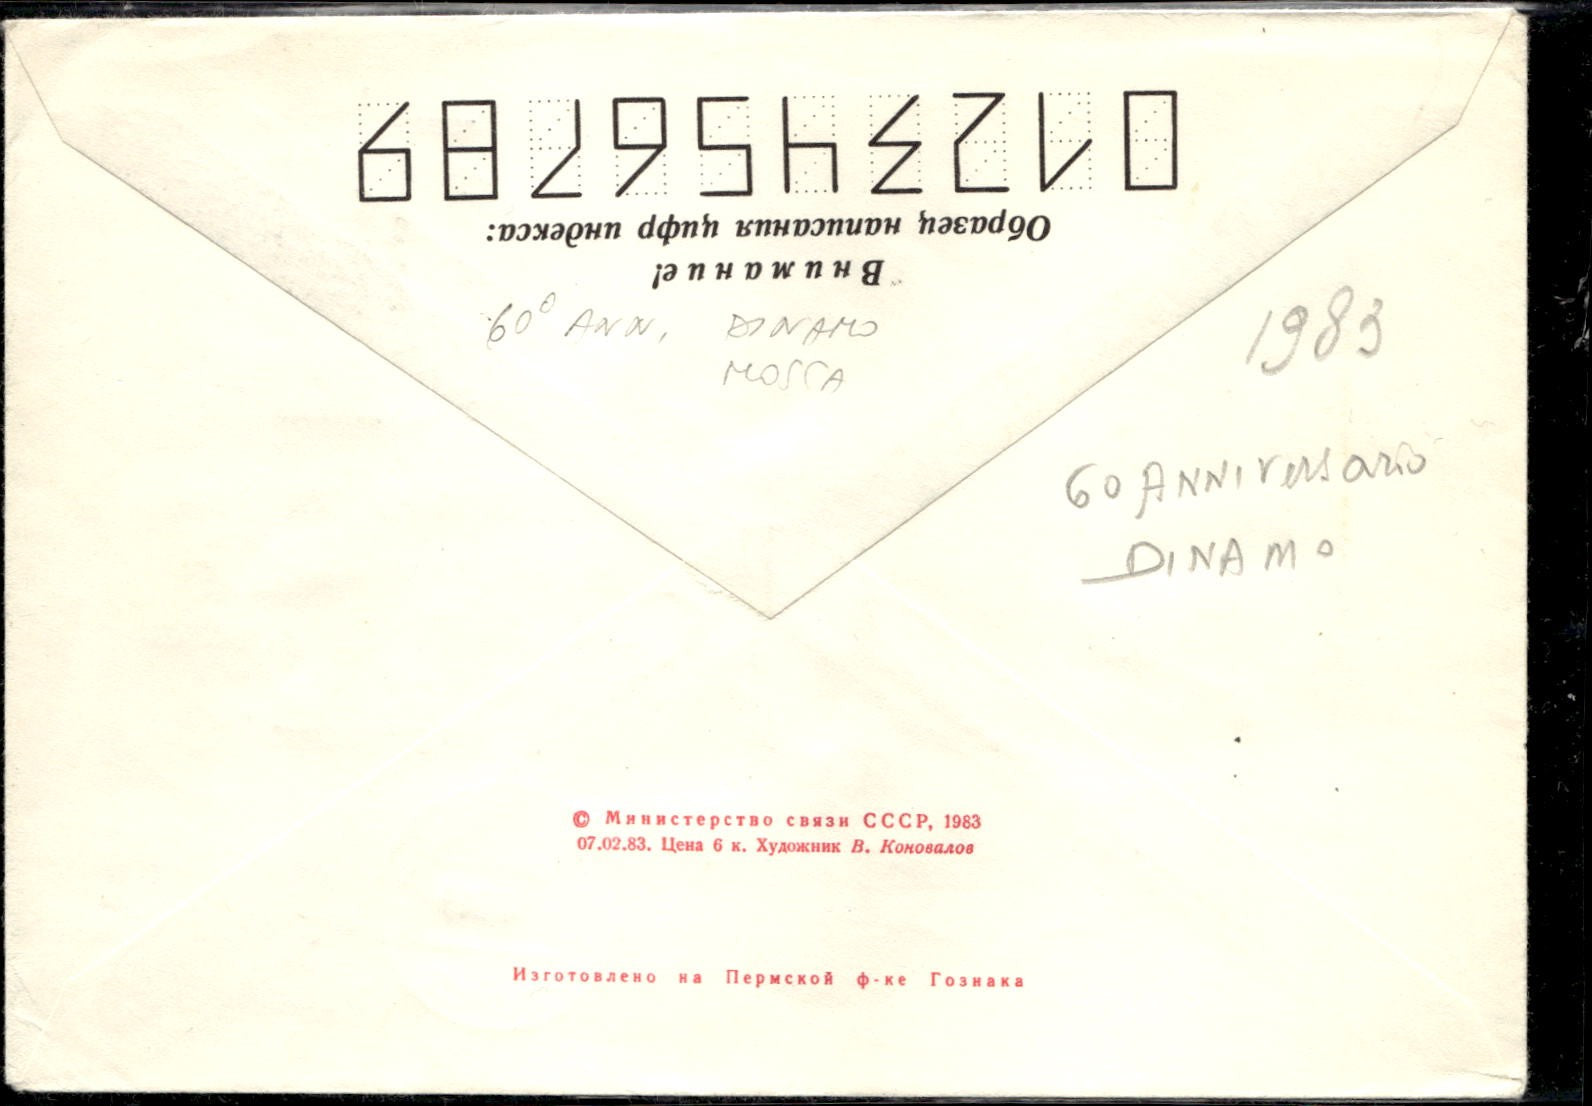 Внимание!
Образец написания цифр индекса:
0123456789
60° ANN. DINAMO
MOSCA
1983
60 ANNIVERSARIO
DINAMO
© Министерство связи СССР, 1983
07.02.83. Цена 6 к. Художник В. Коновалов
Изготовлено на Пермской ф-ке Гознака